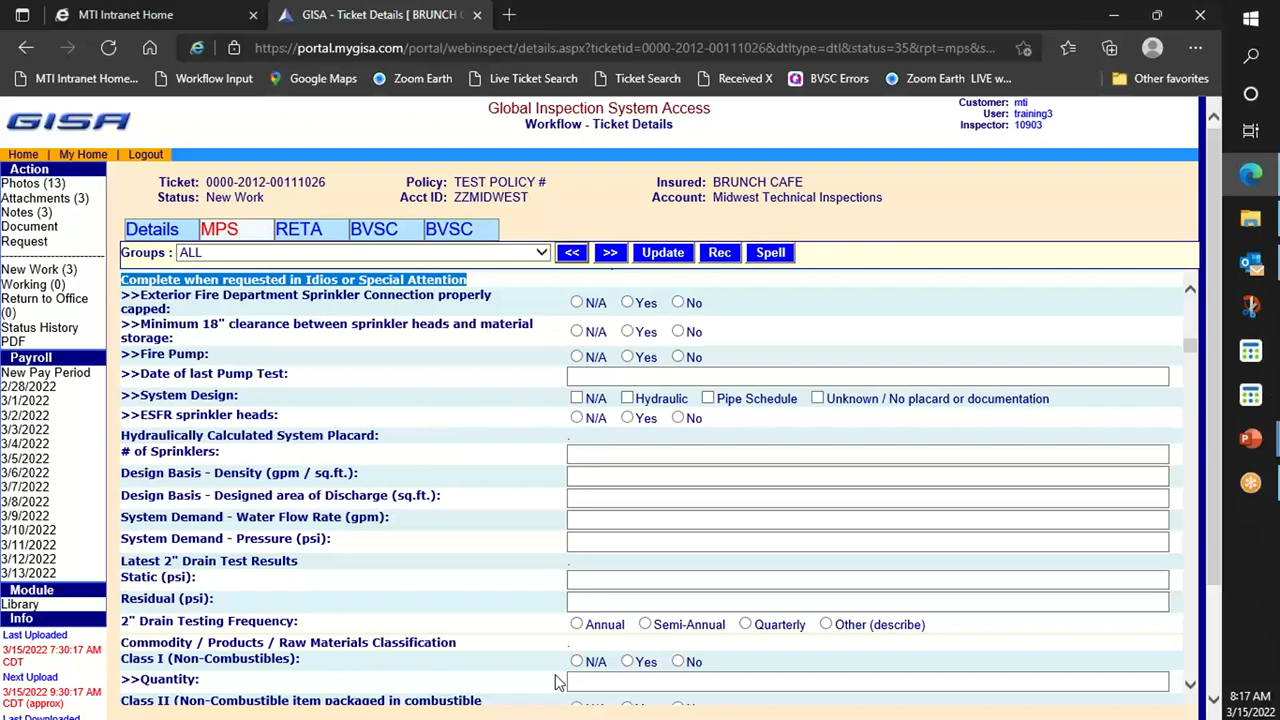 MTI Intranet Home
GISA - Ticket Details [ BRUNCH C
https://portal.mygisa.com/portal/webinspect/details.aspx?ticketid=0000-2012-00111026&dtltype=dtl&status=35&rpt=mps&s...
MTI Intranet Home...
Workflow Input
Google Maps
Zoom Earth
Live Ticket Search
Ticket Search
Received X
BVSC Errors
Zoom Earth LIVE w...
Other favorites
GISA
Global Inspection System Access
Workflow - Ticket Details
Customer: mti
User: training3
Inspector: 10903
Home | My Home | Logout
Action
Photos (13)
Attachments (3)
Notes (3)
Document
Request
New Work (3)
Working (0)
Return to Office
(0)
Status History
PDF
Payroll
New Pay Period
2/28/2022
3/1/2022
3/2/2022
3/3/2022
3/4/2022
3/5/2022
3/6/2022
3/7/2022
3/8/2022
3/9/2022
3/10/2022
3/11/2022
3/12/2022
3/13/2022
Module
Library
Info
Last Uploaded
3/15/2022 7:30:17 AM
CDT
Next Upload
3/15/2022 9:30:17 AM
CDT (approx)
Last Downloaded
Ticket: 0000-2012-00111026 Policy: TEST POLICY # Insured: BRUNCH CAFE
Status: New Work Acct ID: ZZMIDWEST Account: Midwest Technical Inspections
Details MPS RETA BVSC BVSC
Groups : ALL << >> Update Rec Spell
Complete when requested in Idios or Special Attention
>>Exterior Fire Department Sprinkler Connection properly
capped: N/A Yes No
>>Minimum 18" clearance between sprinkler heads and material
storage: N/A Yes No
>>Fire Pump: N/A Yes No
>>Date of last Pump Test:
>>System Design: N/A Hydraulic Pipe Schedule Unknown / No placard or documentation
>>ESFR sprinkler heads: N/A Yes No
Hydraulically Calculated System Placard: .
# of Sprinklers:
Design Basis - Density (gpm / sq.ft.):
Design Basis - Designed area of Discharge (sq.ft.):
System Demand - Water Flow Rate (gpm):
System Demand - Pressure (psi):
Latest 2" Drain Test Results .
Static (psi):
Residual (psi):
2" Drain Testing Frequency: Annual Semi-Annual Quarterly Other (describe)
Commodity / Products / Raw Materials Classification .
Class I (Non-Combustibles): N/A Yes No
>>Quantity:
Class II (Non-Combustible item packaged in combustible
8:17 AM
3/15/2022